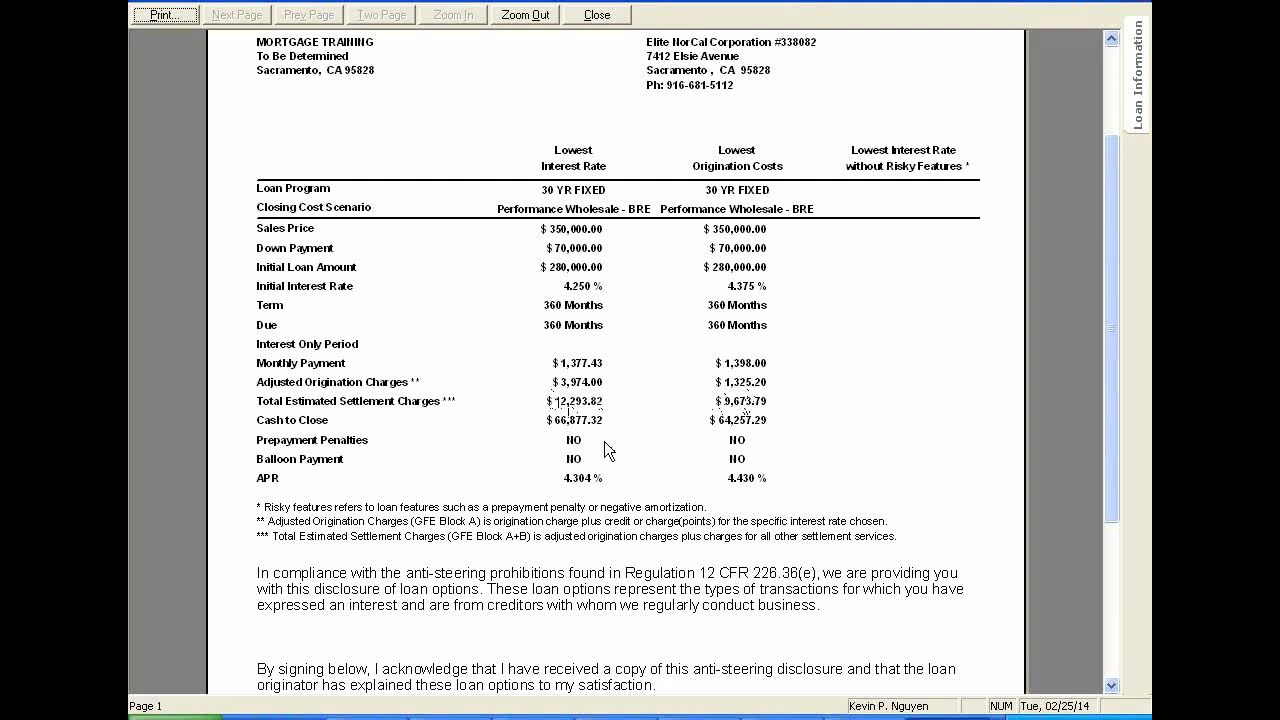 Print... Next Page Prev Page Two Page Zoom In Zoom Out Close
Loan Information
MORTGAGE TRAINING Elite NorCal Corporation #338082
To Be Determined 7412 Elsie Avenue
Sacramento, CA 95828 Sacramento , CA 95828
Ph: 916-681-5112
Lowest Lowest Lowest Interest Rate
Interest Rate Origination Costs without Risky Features *
Loan Program 30 YR FIXED 30 YR FIXED
Closing Cost Scenario Performance Wholesale - BRE Performance Wholesale - BRE
Sales Price $ 350,000.00 $ 350,000.00
Down Payment $ 70,000.00 $ 70,000.00
Initial Loan Amount $ 280,000.00 $ 280,000.00
Initial Interest Rate 4.250 % 4.375 %
Term 360 Months 360 Months
Due 360 Months 360 Months
Interest Only Period
Monthly Payment $ 1,377.43 $ 1,398.00
Adjusted Origination Charges ** $ 3,974.00 $ 1,325.20
Total Estimated Settlement Charges *** $ 12,293.82 $ 9,673.79
Cash to Close $ 66,877.32 $ 64,257.29
Prepayment Penalties NO NO
Balloon Payment NO NO
APR 4.304 % 4.430 %
* Risky features refers to loan features such as a prepayment penalty or negative amortization.
** Adjusted Origination Charges (GFE Block A) is origination charge plus credit or charge(points) for the specific interest rate chosen.
*** Total Estimated Settlement Charges (GFE Block A+B) is adjusted origination charges plus charges for all other settlement services.
In compliance with the anti-steering prohibitions found in Regulation 12 CFR 226.36(e), we are providing you
with this disclosure of loan options. These loan options represent the types of transactions for which you have
expressed an interest and are from creditors with whom we regularly conduct business.
By signing below, I acknowledge that I have received a copy of this anti-steering disclosure and that the loan
originator has explained these loan options to my satisfaction.
Page 1 Kevin P. Nguyen NUM Tue, 02/25/14